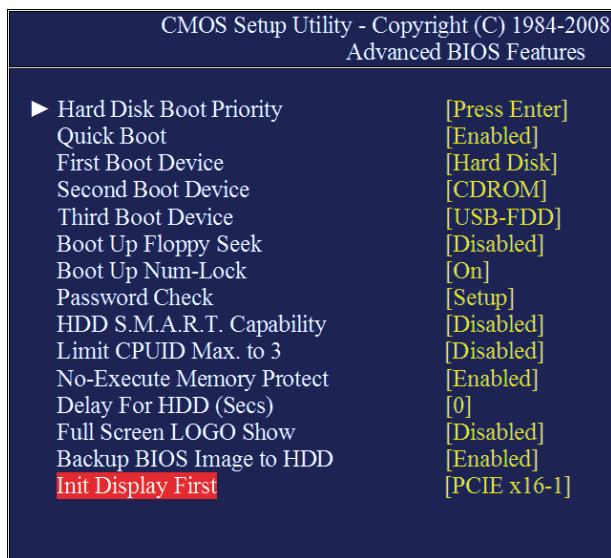 CMOS Setup Utility - Copyright (C) 1984-2008
Advanced BIOS Features
► Hard Disk Boot Priority [Press Enter]
Quick Boot [Enabled]
First Boot Device [Hard Disk]
Second Boot Device [CDROM]
Third Boot Device [USB-FDD]
Boot Up Floppy Seek [Disabled]
Boot Up Num-Lock [On]
Password Check [Setup]
HDD S.M.A.R.T. Capability [Disabled]
Limit CPUID Max. to 3 [Disabled]
No-Execute Memory Protect [Enabled]
Delay For HDD (Secs) [0]
Full Screen LOGO Show [Disabled]
Backup BIOS Image to HDD [Enabled]
Init Display First [PCIE x16-1]